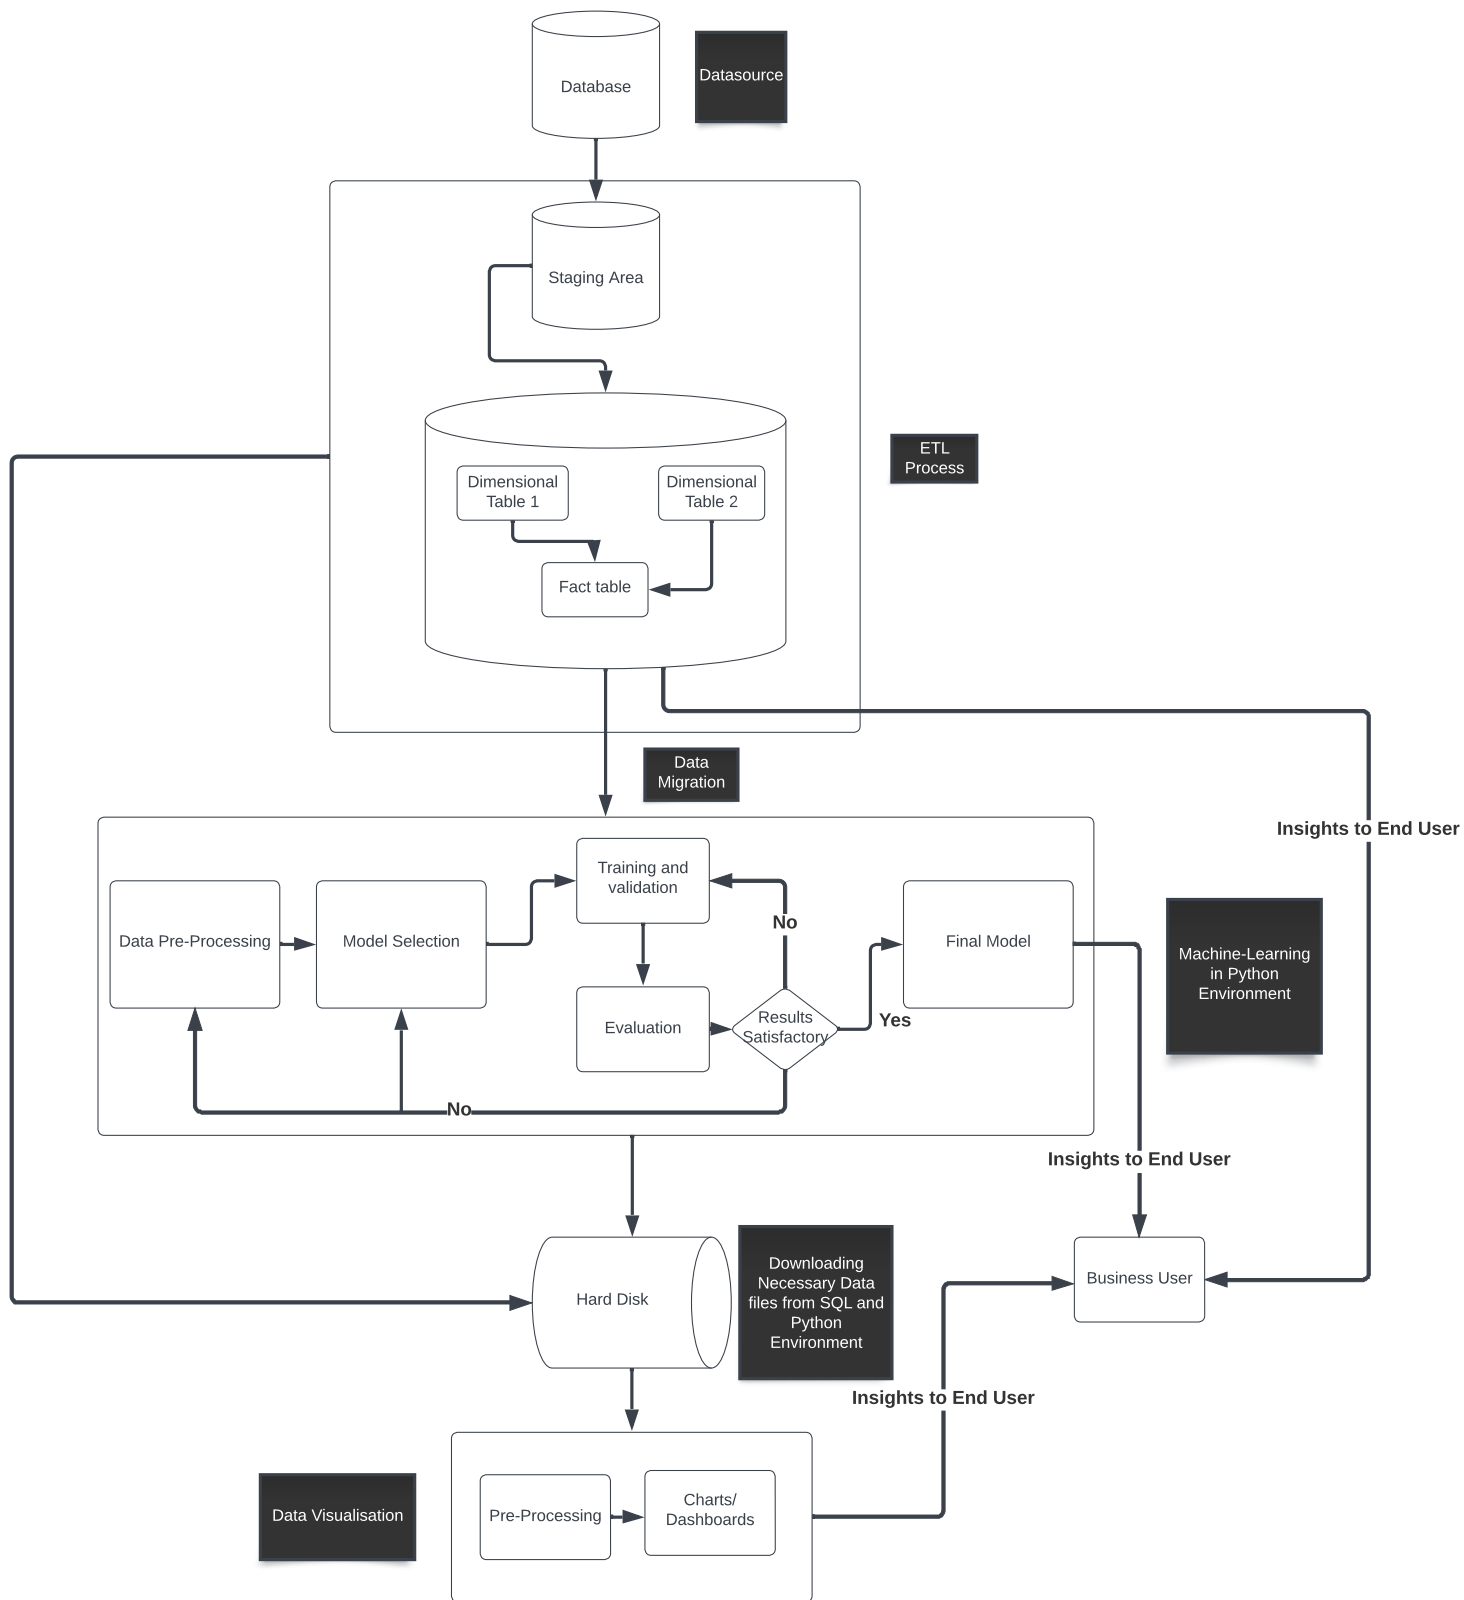 Database
Datasource
Staging Area
Dimensional
Table 1
Dimensional
Table 2
Fact table
ETL
Process
Data
Migration
Insights to End User
Training and
validation
Data Pre-Processing
Model Selection
No
Final Model
Machine-Learning
in Python
Environment
Evaluation
Results
Satisfactory
Yes
No
Insights to End User
Hard Disk
Downloading
Necessary Data
files from SQL and
Python
Environment
Business User
Insights to End User
Data Visualisation
Pre-Processing
Charts/
Dashboards